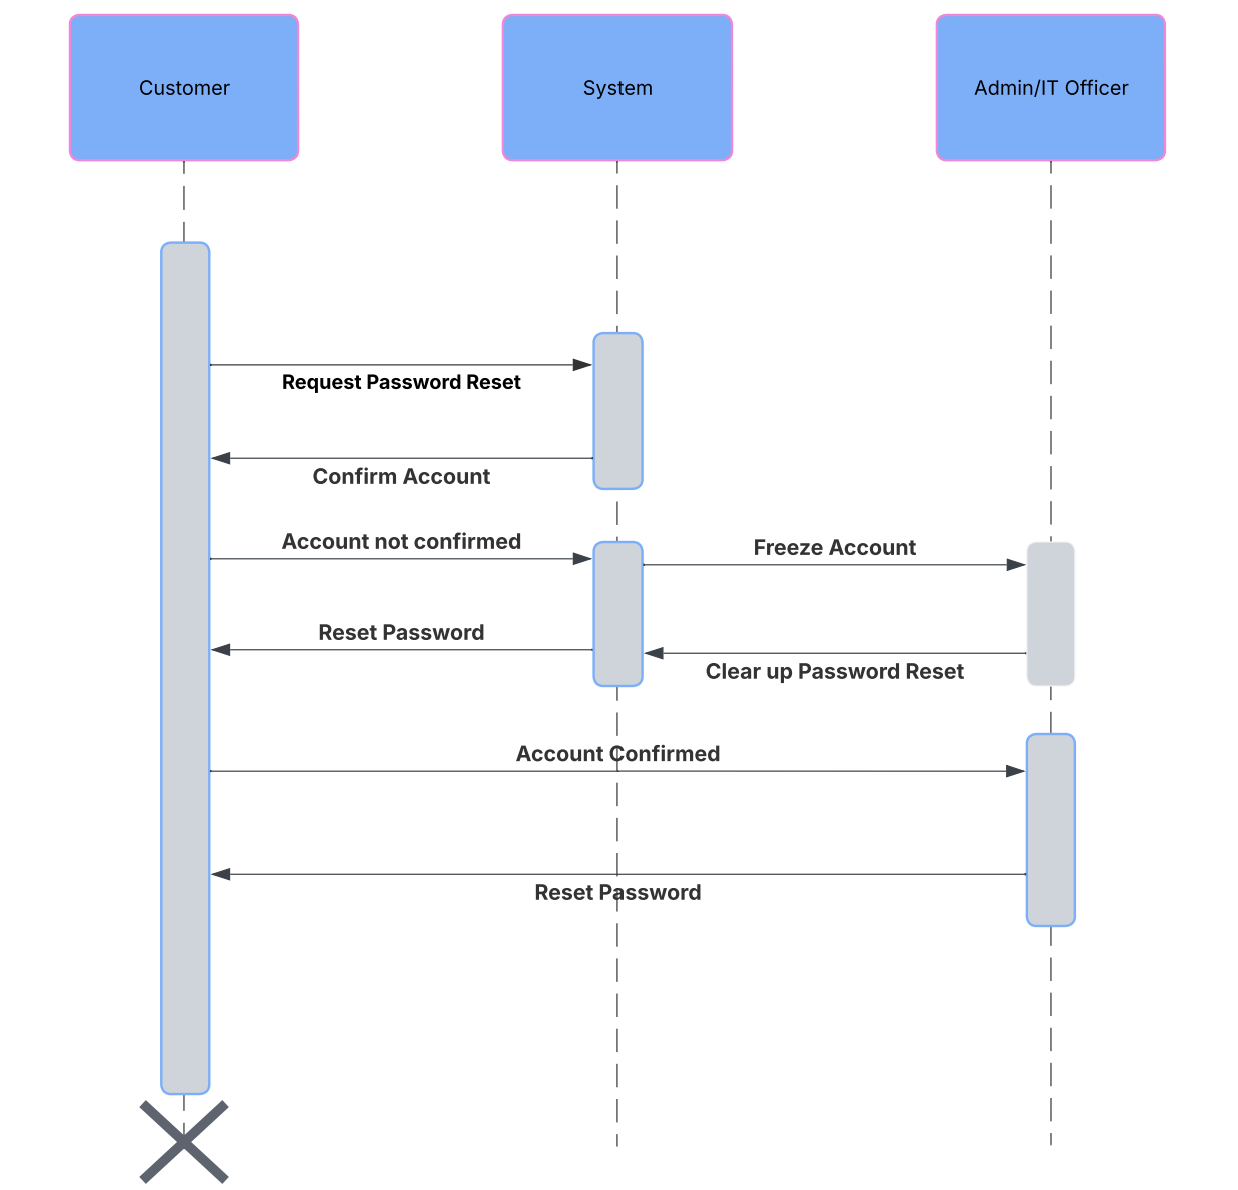 Customer
System
Admin/IT Officer
Request Password Reset
Confirm Account
Account not confirmed
Freeze Account
Reset Password
Clear up Password Reset
Account Confirmed
Reset Password